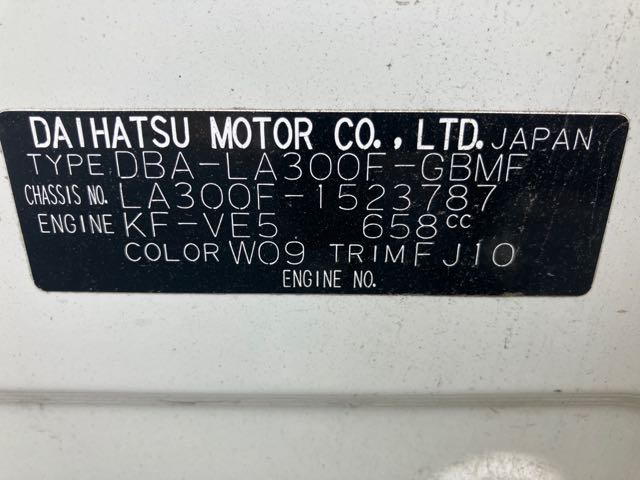 DAIHATSU MOTOR CO., LTD. JAPAN
TYPE DBA-LA300F-GBMF
CHASSIS NO. LA300F-1523787
ENGINE KF-VE5 658cc
COLOR W09 TRIM FJ10
ENGINE NO.